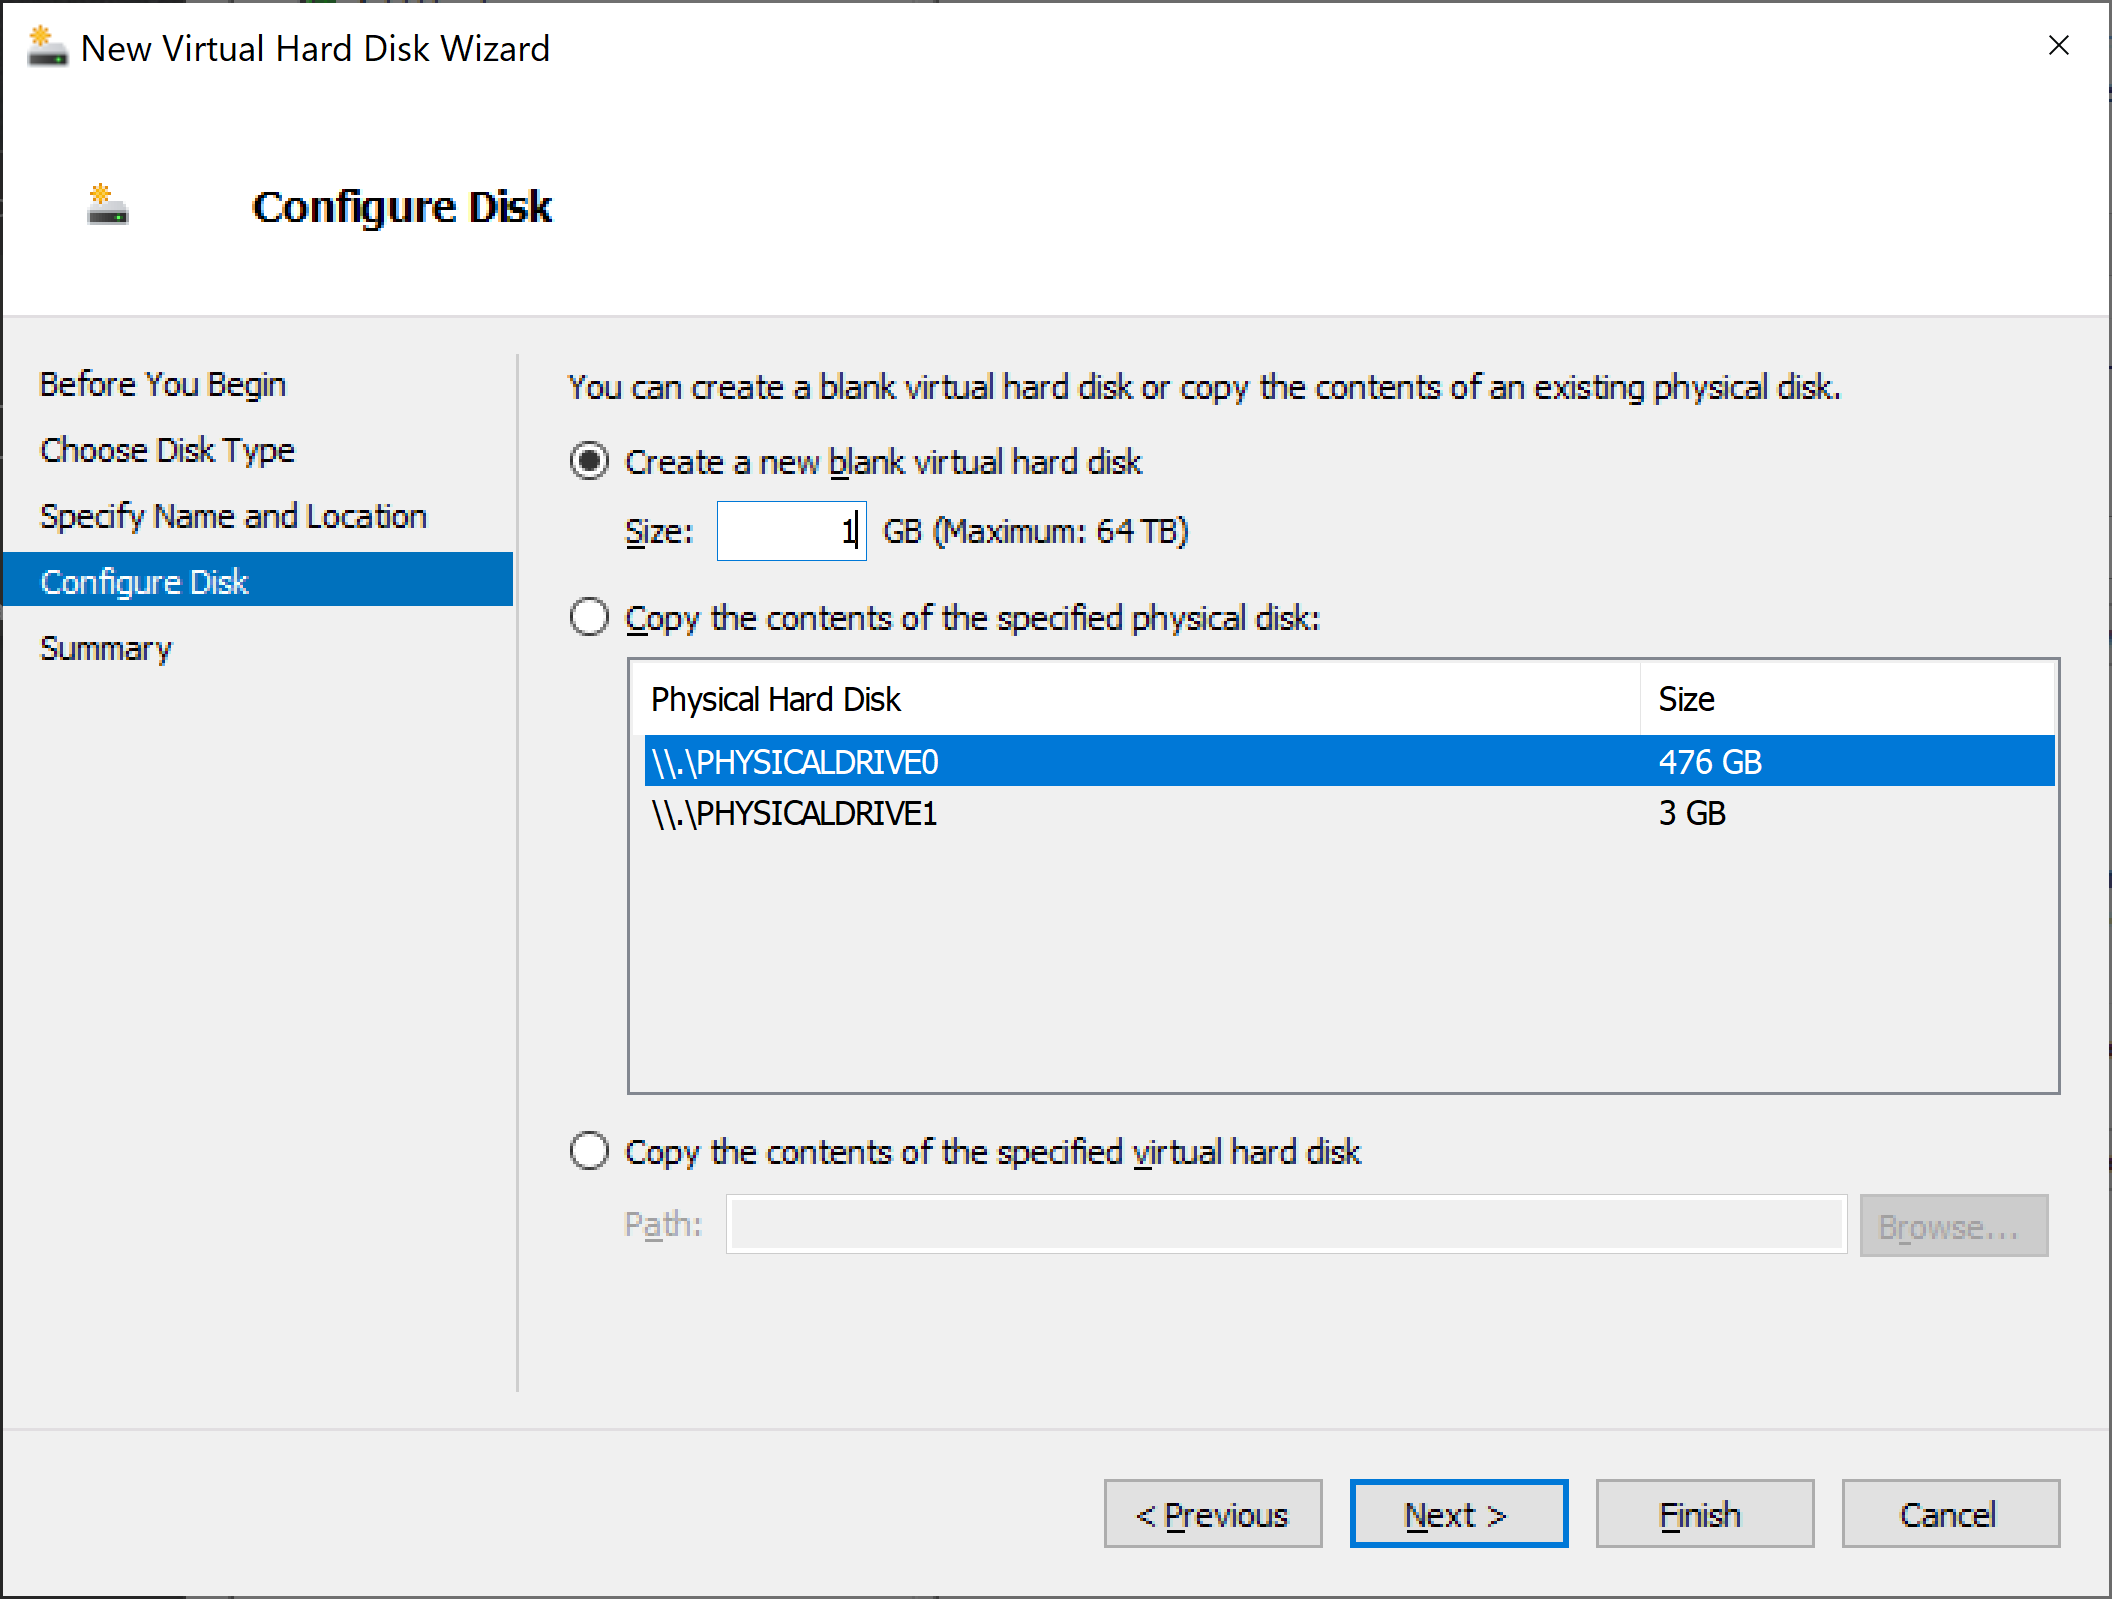 New Virtual Hard Disk Wizard
Configure Disk
Before You Begin
Choose Disk Type
Specify Name and Location
Configure Disk
Summary
You can create a blank virtual hard disk or copy the contents of an existing physical disk.
Create a new blank virtual hard disk
Size: 1 GB (Maximum: 64 TB)
Copy the contents of the specified physical disk:
Physical Hard Disk Size
\\.\PHYSICALDRIVE0 476 GB
\\.\PHYSICALDRIVE1 3 GB
Copy the contents of the specified virtual hard disk
Path: Browse...
< Previous Next > Finish Cancel